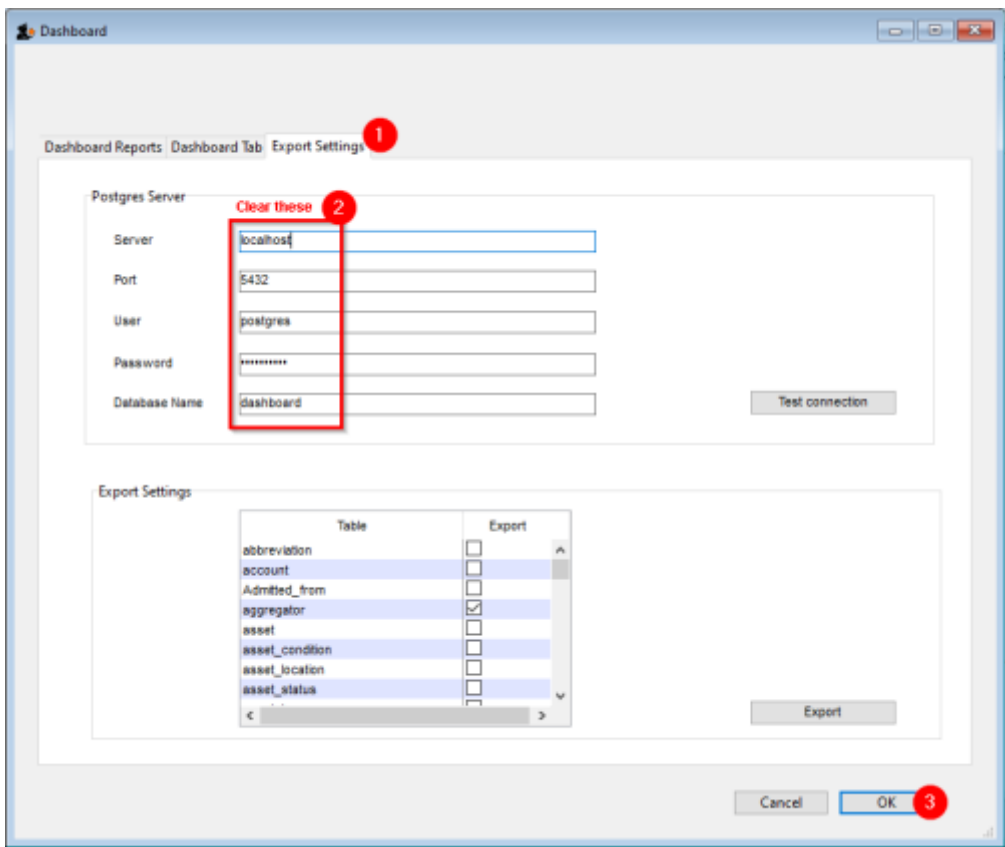 Dashboard
Dashboard Reports Dashboard Tab Export Settings 1
Postgres Server
Clear these 2
Server localhost
Port 5432
User postgres
Password •••••••••••
Database Name dashboard Test connection
Export Settings
Table Export
abbreviation
account
Admitted_from
aggregator
asset
asset_condition
asset_location
asset_status
Export
Cancel OK 3